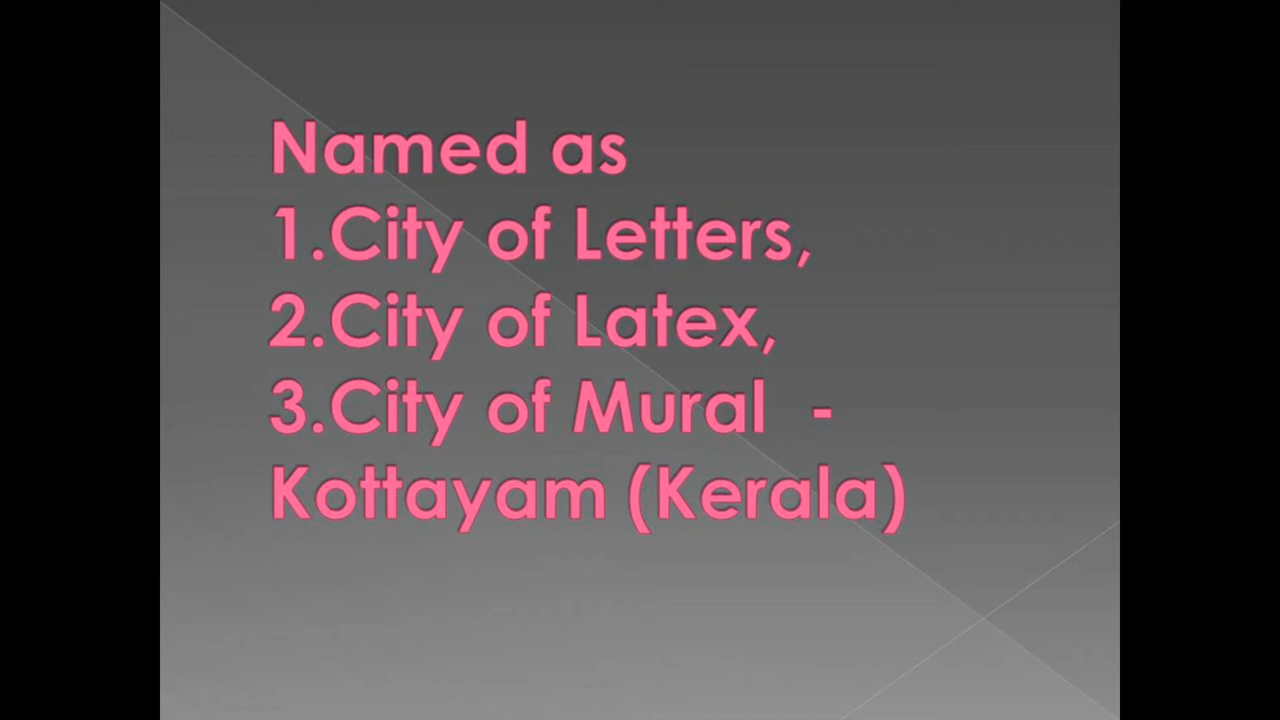 Named as
1.City of Letters,
2.City of Latex,
3.City of Mural  -
Kottayam (Kerala)